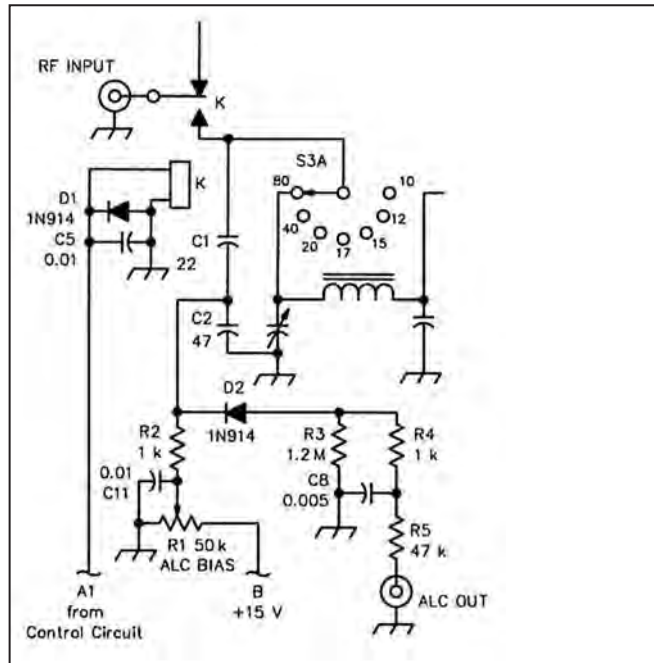 RF INPUT
K
S3A
80
10
K
D1
1N914
40
12
20
15
17
C5
0.01
22
C1
C2
47
D2
1N914
R2
1 k
R3
1.2 M
R4
1 k
0.01
C11
C8
0.005
R5
47 k
R1 50 k
ALC BIAS
A1
from
Control Circuit
B
+15 V
ALC OUT